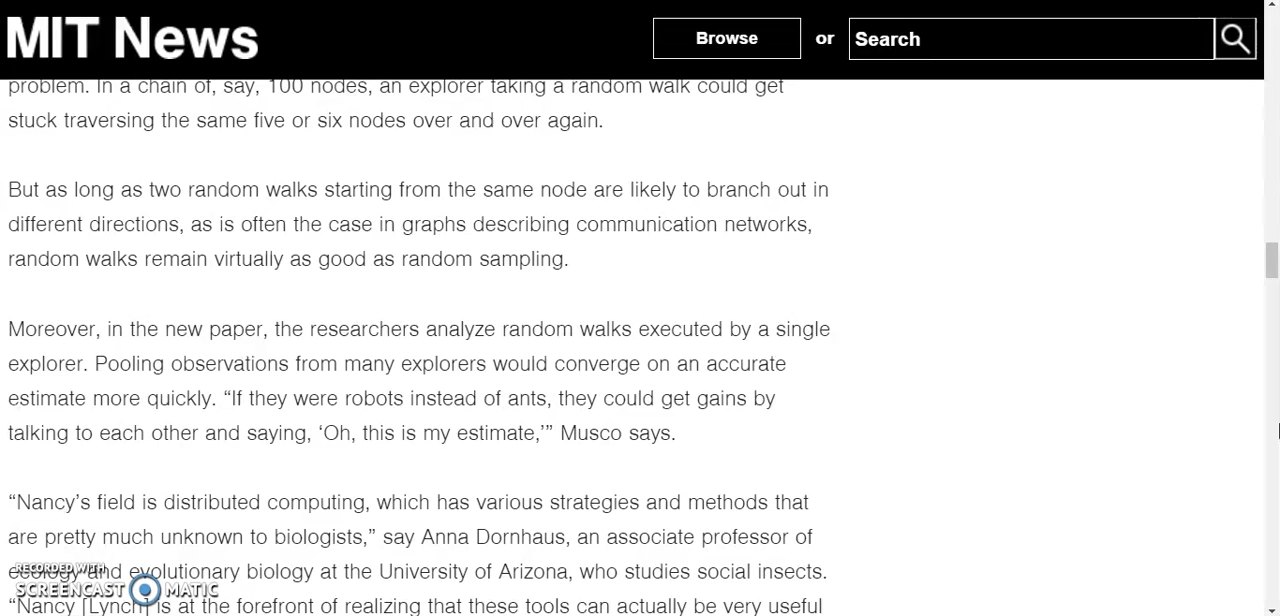 MIT News
Browse
or
Search
problem. In a chain of, say, 100 nodes, an explorer taking a random walk could get
stuck traversing the same five or six nodes over and over again.
But as long as two random walks starting from the same node are likely to branch out in
different directions, as is often the case in graphs describing communication networks,
random walks remain virtually as good as random sampling.
Moreover, in the new paper, the researchers analyze random walks executed by a single
explorer. Pooling observations from many explorers would converge on an accurate
estimate more quickly. “If they were robots instead of ants, they could get gains by
talking to each other and saying, ‘Oh, this is my estimate,’” Musco says.
“Nancy’s field is distributed computing, which has various strategies and methods that
are pretty much unknown to biologists,” say Anna Dornhaus, an associate professor of
ecology and evolutionary biology at the University of Arizona, who studies social insects.
“Nancy [Lynch] is at the forefront of realizing that these tools can actually be very useful
RECORDED WITH
SCREENCAST MATIC